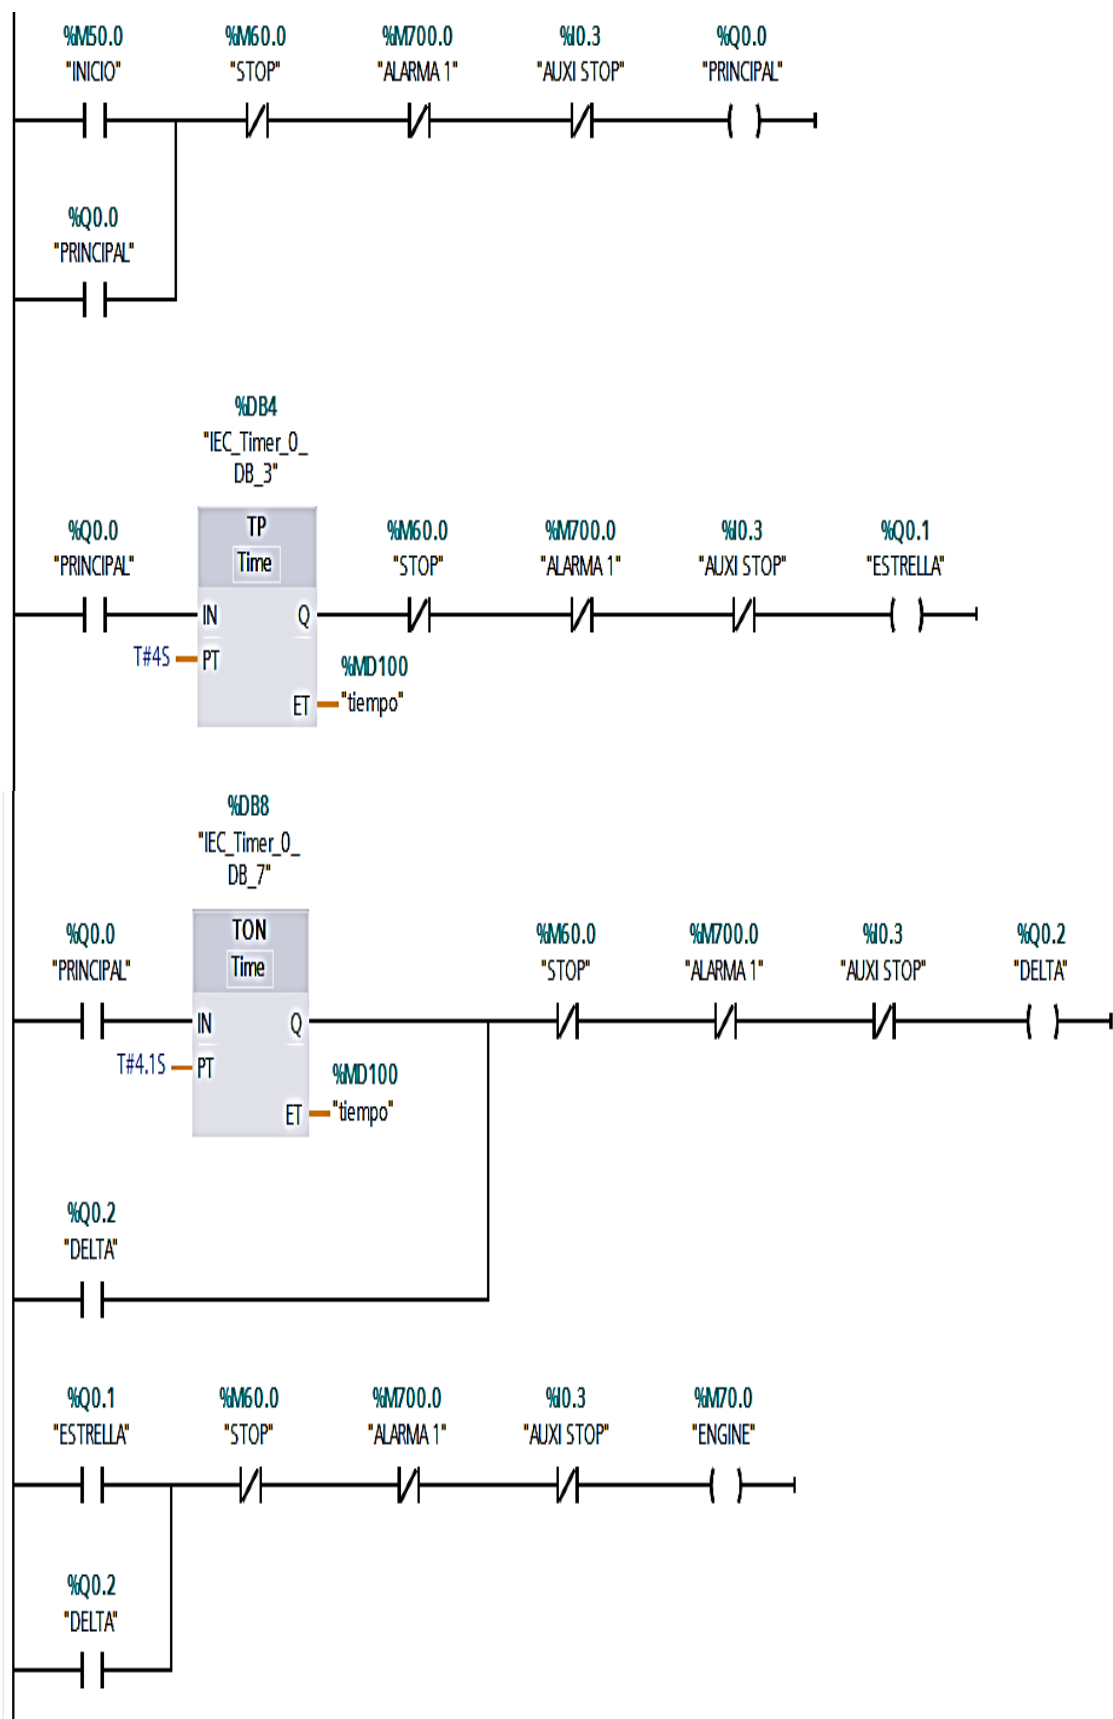 %M50.0 %M60.0 %M700.0 %I0.3 %Q0.0
"INICIO" "STOP" "ALARMA 1" "AUXI STOP" "PRINCIPAL"
%Q0.0
"PRINCIPAL"
%DB4
"IEC_Timer_0_
DB_3"
%Q0.0 TP %M60.0 %M700.0 %I0.3 %Q0.1
"PRINCIPAL" Time "STOP" "ALARMA 1" "AUXI STOP" "ESTRELLA"
IN Q
T#4S PT %MD100
ET "tiempo"
%DB8
"IEC_Timer_0_
DB_7"
%Q0.0 TON %M60.0 %M700.0 %I0.3 %Q0.2
"PRINCIPAL" Time "STOP" "ALARMA 1" "AUXI STOP" "DELTA"
IN Q
T#4.1S PT %MD100
ET "tiempo"
%Q0.2
"DELTA"
%Q0.1 %M60.0 %M700.0 %I0.3 %M70.0
"ESTRELLA" "STOP" "ALARMA 1" "AUXI STOP" "ENGINE"
%Q0.2
"DELTA"